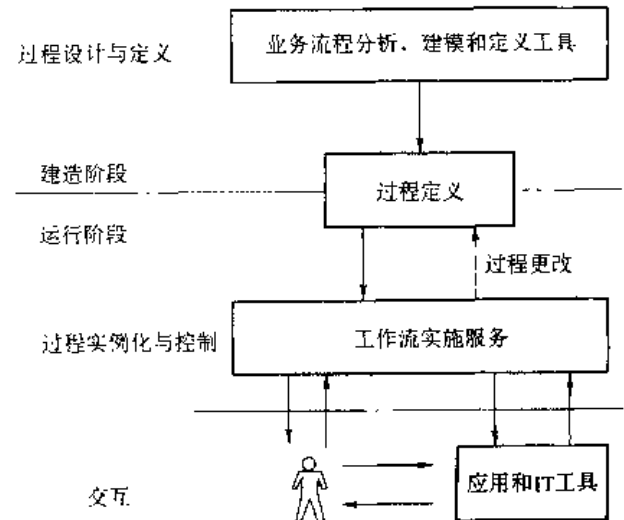 业务流程分析、建模和定义工具
过程设计与定义
建造阶段
过程定义
运行阶段
过程更改
过程实例化与控制
工作流实施服务
应用和IT工具
交互